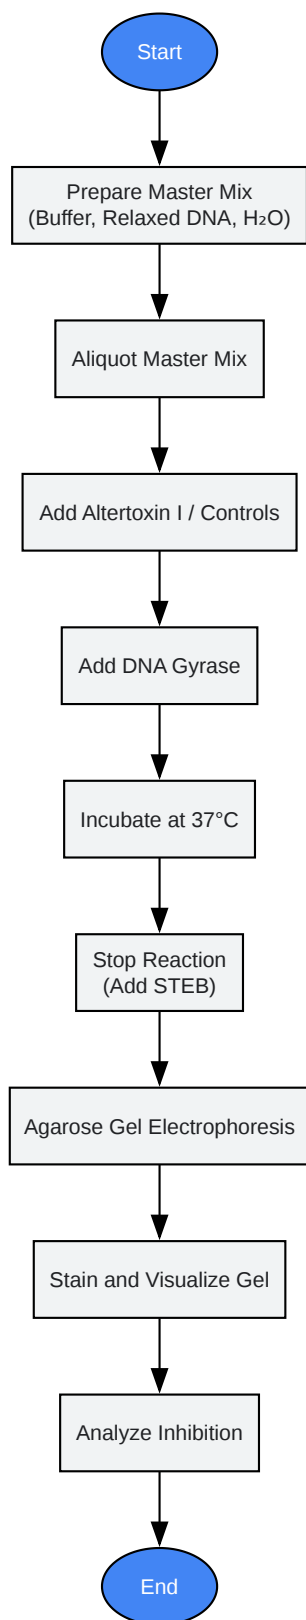 Start
Prepare Master Mix
(Buffer, Relaxed DNA, H₂O)
Aliquot Master Mix
Add Altertoxin I / Controls
Add DNA Gyrase
Incubate at 37°C
Stop Reaction
(Add STEB)
Agarose Gel Electrophoresis
Stain and Visualize Gel
Analyze Inhibition
End